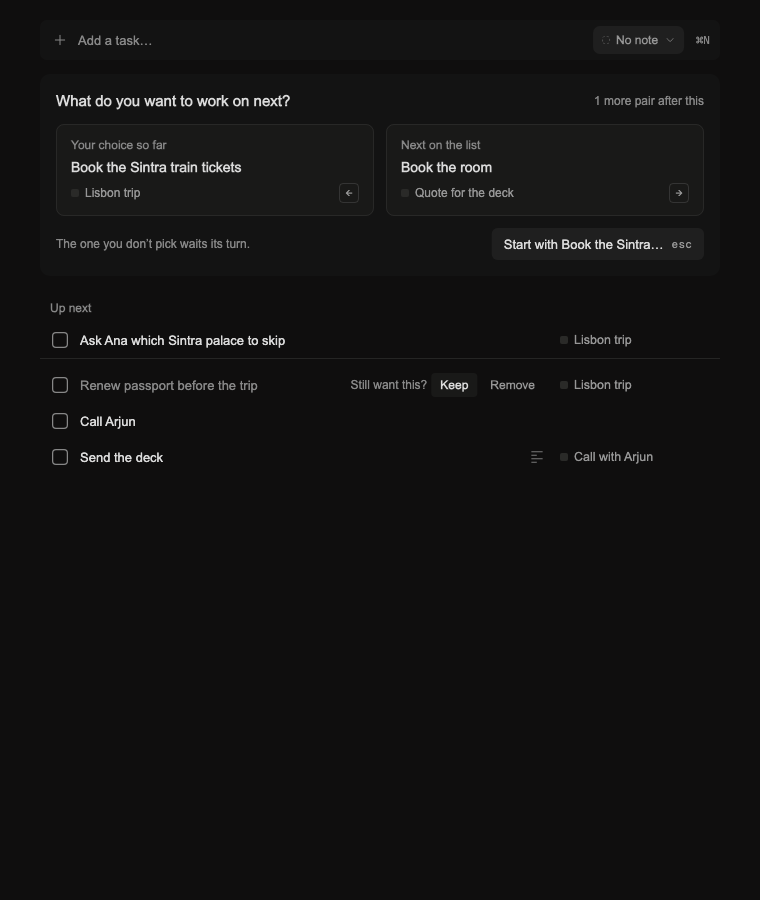 Add a task…
No note
⌘N
What do you want to work on next?
1 more pair after this
Your choice so far
Book the Sintra train tickets
Lisbon trip
←
Next on the list
Book the room
Quote for the deck
→
The one you don’t pick waits its turn.
Start with Book the Sintra… esc
Up next
Ask Ana which Sintra palace to skip
Lisbon trip
Renew passport before the trip
Still want this? Keep Remove
Lisbon trip
Call Arjun
Send the deck
Call with Arjun